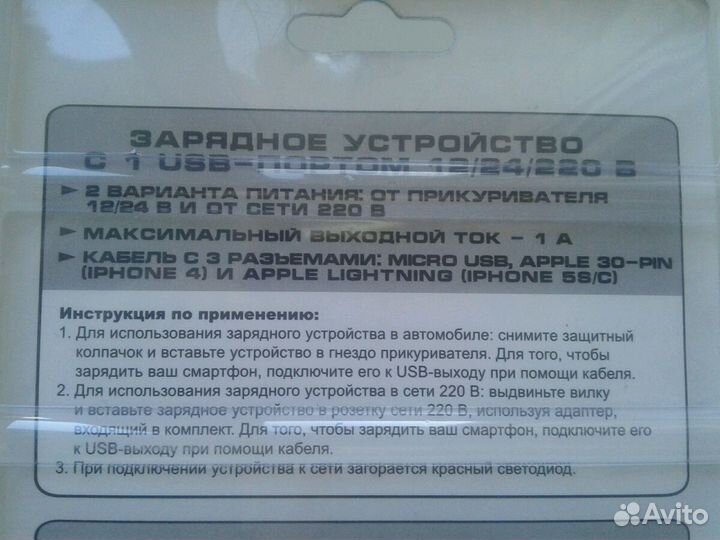 ЗАРЯДНОЕ УСТРОЙСТВО
С 1 USB-ПОРТОМ 12/24/220 В
► 2 ВАРИАНТА ПИТАНИЯ: ОТ ПРИКУРИВАТЕЛЯ
12/24 В И ОТ СЕТИ 220 В
► МАКСИМАЛЬНЫЙ ВЫХОДНОЙ ТОК – 1 А
► КАБЕЛЬ С 3 РАЗЪЕМАМИ: MICRO USB, APPLE 30-PIN
(IPHONE 4) И APPLE LIGHTNING (IPHONE 5S/C)
Инструкция по применению:
1. Для использования зарядного устройства в автомобиле: снимите защитный
колпачок и вставьте устройство в гнездо прикуривателя. Для того, чтобы
зарядить ваш смартфон, подключите его к USB-выходу при помощи кабеля.
2. Для использования зарядного устройства в сети 220 В: выдвиньте вилку
и вставьте зарядное устройство в розетку сети 220 В, используя адаптер,
входящий в комплект. Для того, чтобы зарядить ваш смартфон, подключите его
к USB-выходу при помощи кабеля.
3. При подключении устройства к сети загорается красный светодиод.
Avito